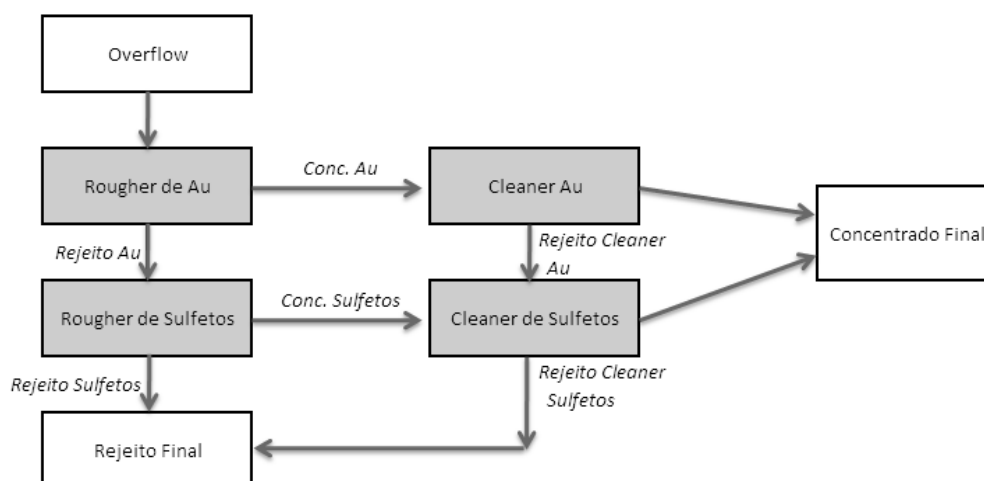 Overflow
Rougher de Au
Conc. Au
Cleaner Au
Concentrado Final
Rejeito Au
Rejeito Cleaner
Au
Rougher de Sulfetos
Conc. Sulfetos
Cleaner de Sulfetos
Rejeito Sulfetos
Rejeito Cleaner
Sulfetos
Rejeito Final